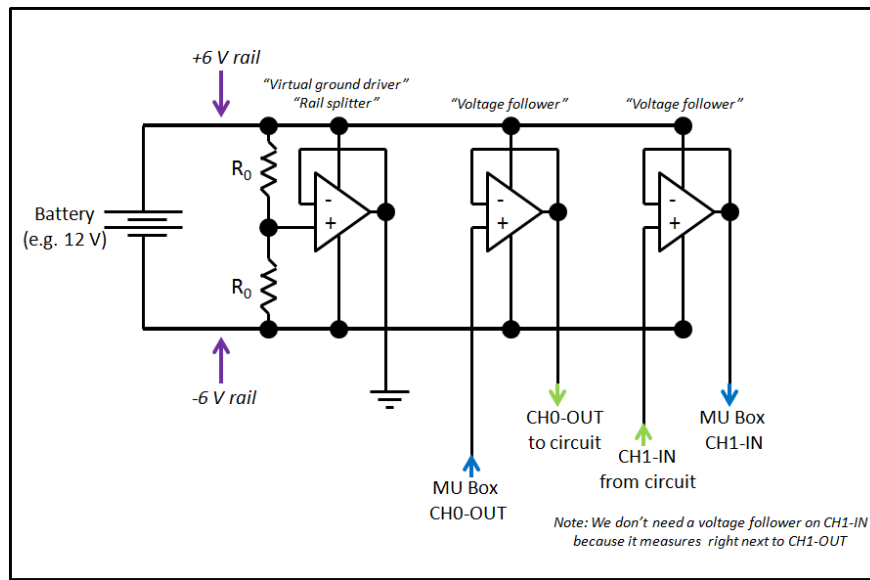 +6 V rail
“Virtual ground driver”
“Rail splitter”
“Voltage follower”
“Voltage follower”
R0
-
+
-
+
-
+
Battery
(e.g. 12 V)
R0
-6 V rail
CH0-OUT
to circuit
MU Box
CH1-IN
CH1-IN
from circuit
MU Box
CH0-OUT
Note: We don’t need a voltage follower on CH1-IN
because it measures right next to CH1-OUT